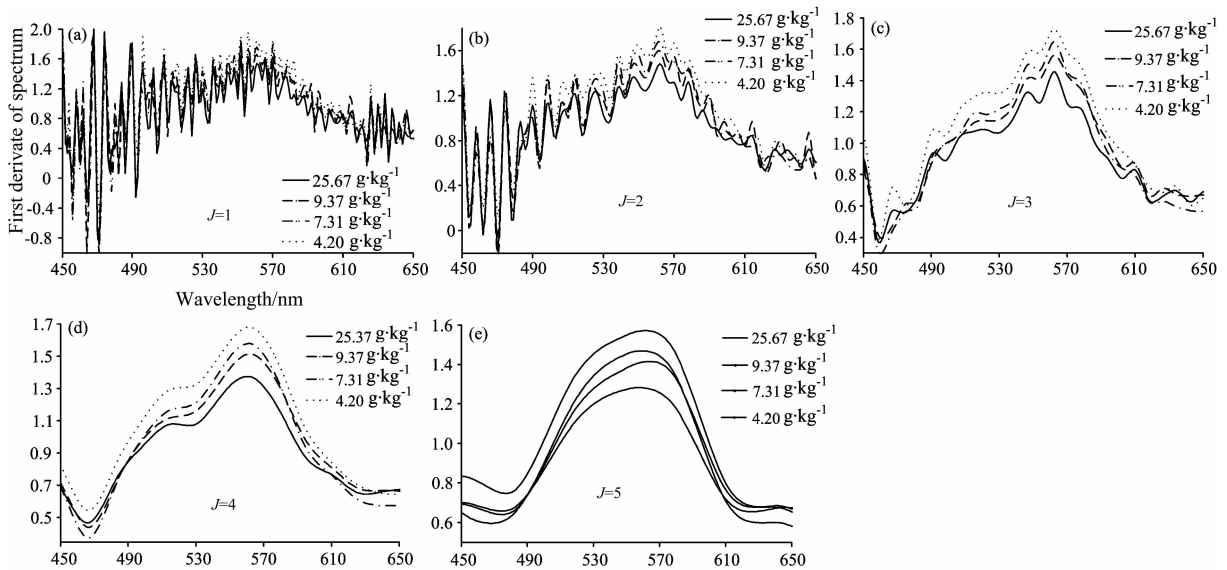 First derivate of spectrum
2.0
1.6
1.2
0.8
0.4
0
-0.4
-0.8
(a)
J=1
25.67 g·kg-1
9.37 g·kg-1
7.31 g·kg-1
4.20 g·kg-1
450 490 530 570 610 650
Wavelength/nm
1.6
1.2
0.8
0.4
0
(b)
J=2
25.67 g·kg-1
9.37 g·kg-1
7.31 g·kg-1
4.20 g·kg-1
450 490 530 570 610 650
1.8
1.6
1.4
1.2
1.0
0.8
0.6
0.4
(c)
J=3
25.67 g·kg-1
9.37 g·kg-1
7.31 g·kg-1
4.20 g·kg-1
450 490 530 570 610 650
1.7
1.5
1.3
1.1
0.9
0.7
0.5
(d)
J=4
25.37 g·kg-1
9.37 g·kg-1
7.31 g·kg-1
4.20 g·kg-1
450 490 530 570 610 650
1.6
1.4
1.2
1.0
0.8
0.6
(e)
J=5
25.67 g·kg-1
9.37 g·kg-1
7.31 g·kg-1
4.20 g·kg-1
450 490 530 570 610 650